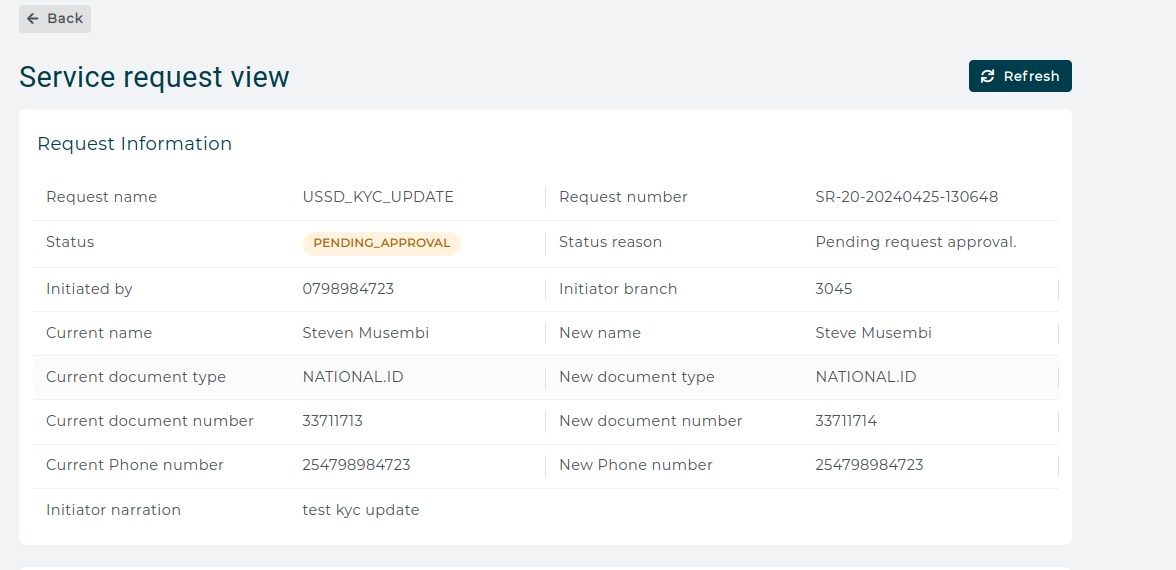 Back
Service request view
Refresh
Request Information
Request name USSD_KYC_UPDATE Request number SR-20-20240425-130648
Status PENDING_APPROVAL Status reason Pending request approval.
Initiated by 0798984723 Initiator branch 3045
Current name Steven Musembi New name Steve Musembi
Current document type NATIONAL.ID New document type NATIONAL.ID
Current document number 33711713 New document number 33711714
Current Phone number 254798984723 New Phone number 254798984723
Initiator narration test kyc update